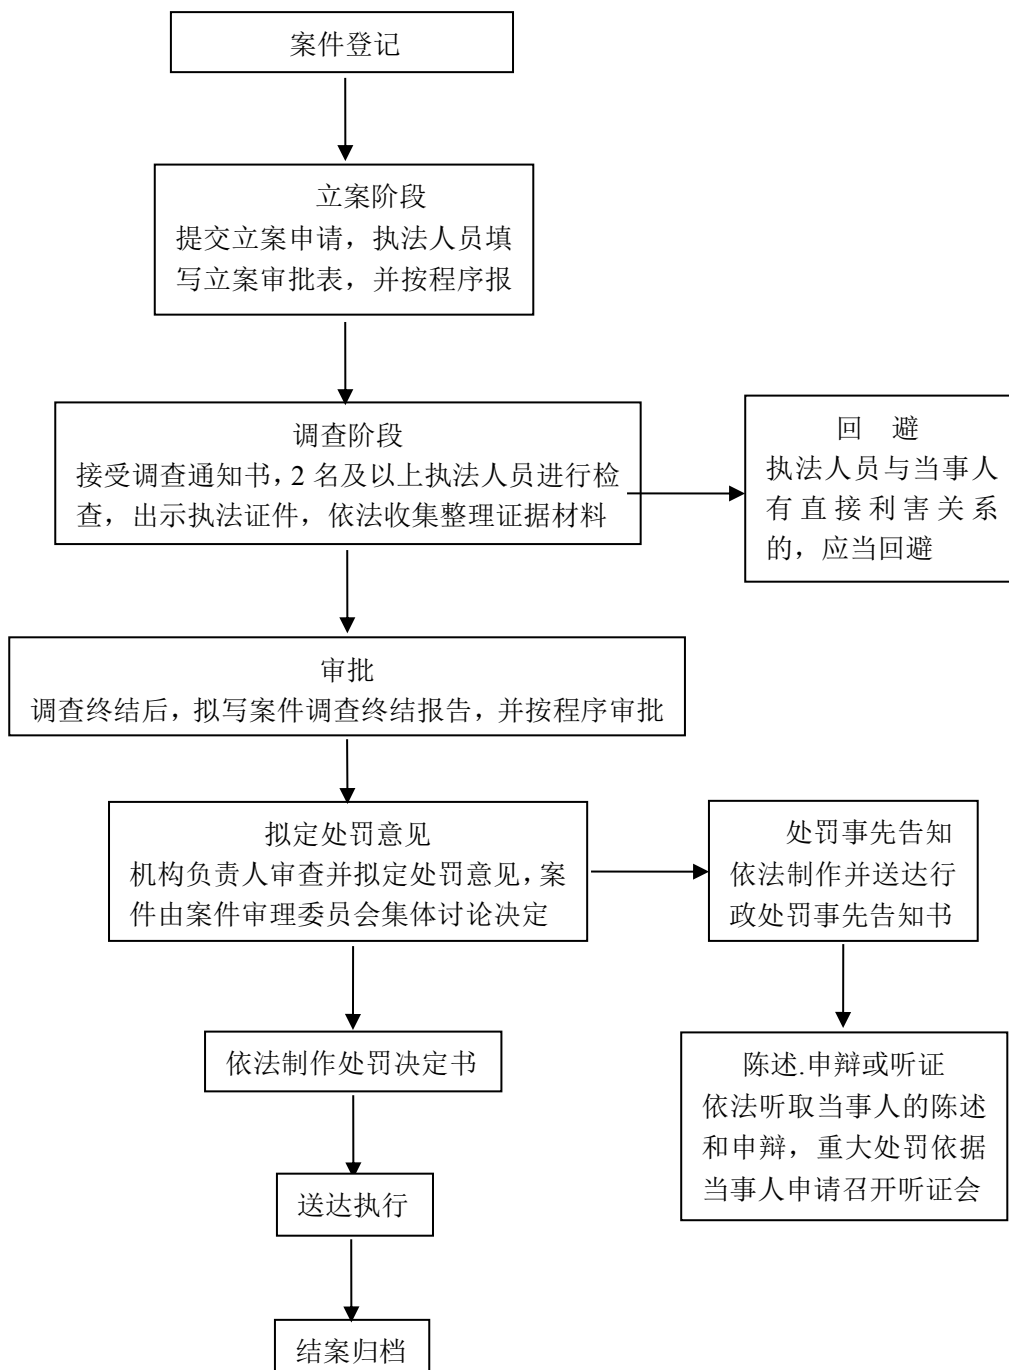 案件登记
立案阶段
提交立案申请，执法人员填
写立案审批表，并按程序报
调查阶段
接受调查通知书，2 名及以上执法人员进行检
查，出示执法证件，依法收集整理证据材料
回 避
执法人员与当事人
有直接利害关系
的，应当回避
审批
调查终结后，拟写案件调查终结报告，并按程序审批
拟定处罚意见
机构负责人审查并拟定处罚意见，案
件由案件审理委员会集体讨论决定
处罚事先告知
依法制作并送达行
政处罚事先告知书
依法制作处罚决定书
陈述.申辩或听证
依法听取当事人的陈述
和申辩，重大处罚依据
当事人申请召开听证会
送达执行
结案归档